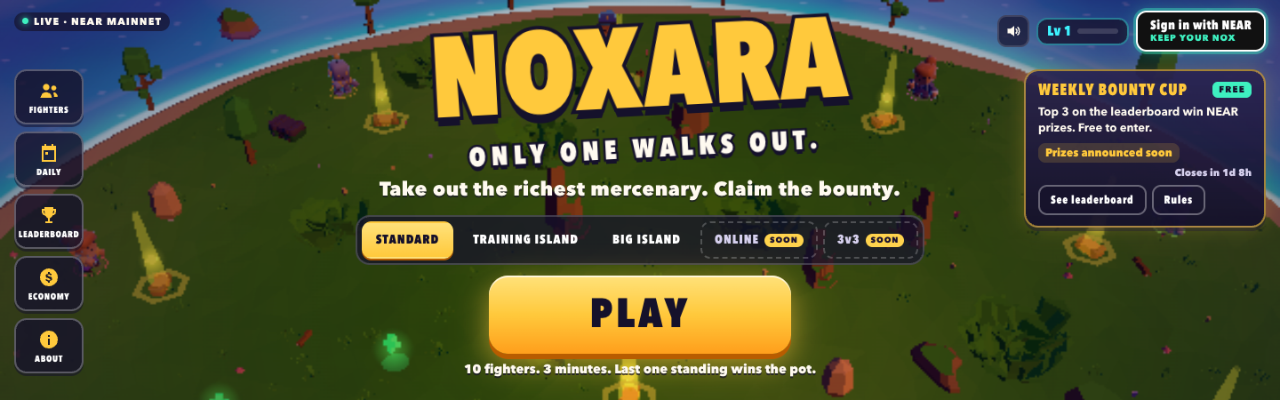 LIVE · NEAR MAINNET
FIGHTERS
DAILY
LEADERBOARD
ECONOMY
ABOUT
NOXARA
ONLY ONE WALKS OUT.
Take out the richest mercenary. Claim the bounty.
STANDARD TRAINING ISLAND BIG ISLAND ONLINE SOON 3v3 SOON
PLAY
10 fighters. 3 minutes. Last one standing wins the pot.
Lv 1
Sign in with NEAR
KEEP YOUR NOX
WEEKLY BOUNTY CUP FREE
Top 3 on the leaderboard win NEAR
prizes. Free to enter.
Prizes announced soon
Closes in 1d 8h
See leaderboard Rules